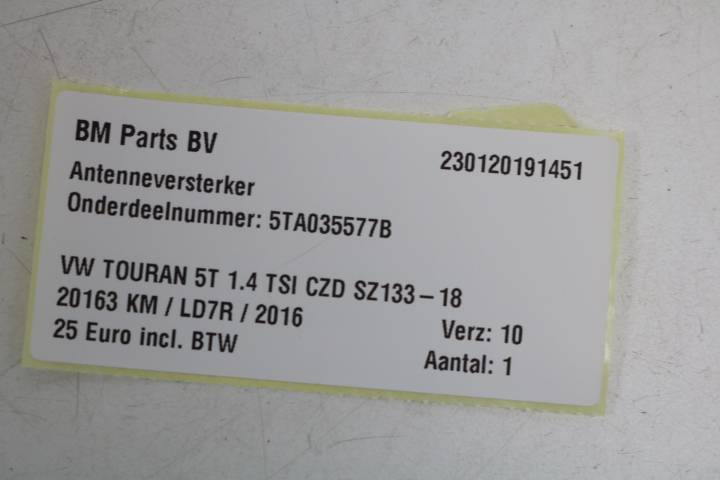 BM Parts BV
230120191451
Antenneversterker
Onderdeelnummer: 5TA035577B
VW TOURAN 5T 1.4 TSI CZD SZ133-18
20163 KM / LD7R / 2016
Verz: 10
25 Euro incl. BTW
Aantal: 1